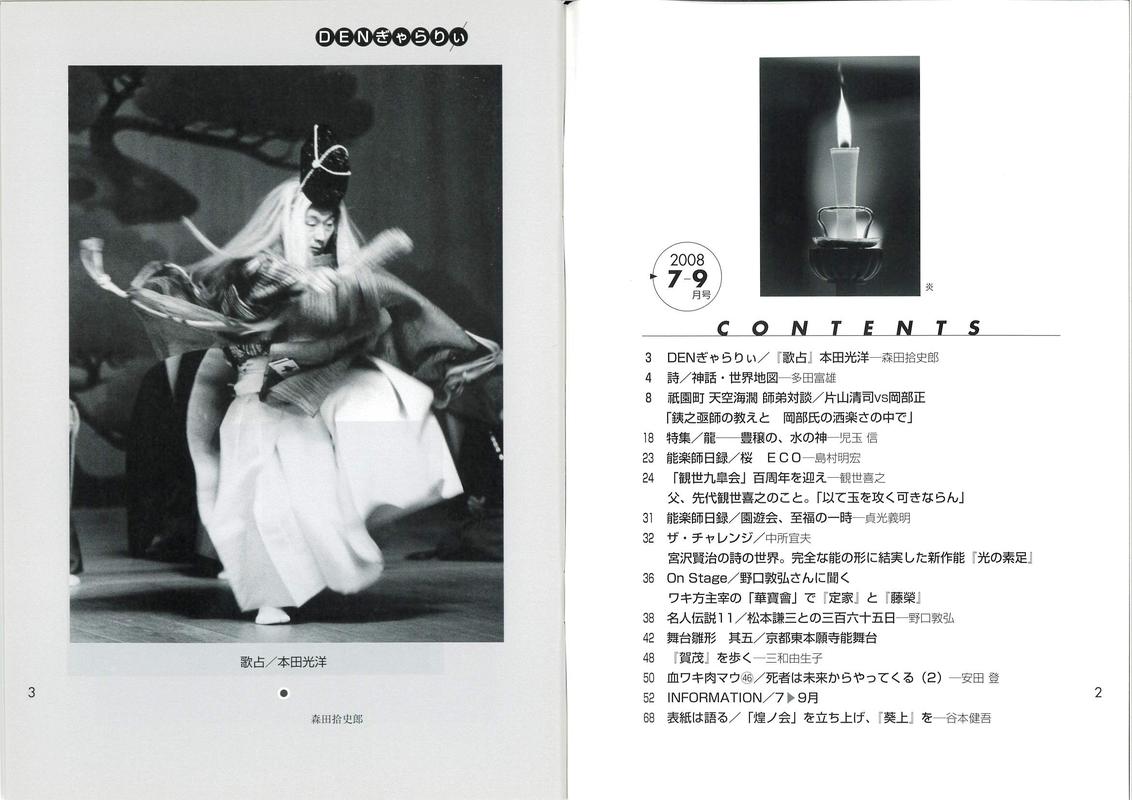 DENぎゃらりぃ
歌占／本田光洋
森田拾史郎
3
炎
2008
7-9
月号
CONTENTS
3 DENぎゃらりぃ／『歌占』本田光洋─森田拾史郎
4 詩／神話・世界地図─多田富雄
8 祇園町 天空海濶 師弟対談／片山清司vs岡部正
「銕之亟師の教えと　岡部氏の洒楽さの中で」
18 特集／龍──豊穣の、水の神─児玉 信
23 能楽師日録／桜　ECO─島村明宏
24 「観世九皐会」百周年を迎え─観世喜之
父、先代観世喜之のこと。「以て玉を攻く可きならん」
31 能楽師日録／園遊会、至福の一時─貞光義明
32 ザ・チャレンジ／中所宜夫
宮沢賢治の詩の世界。完全な能の形に結実した新作能『光の素足』
36 On Stage／野口敦弘さんに聞く
ワキ方主宰の「華寶會」で『定家』と『藤榮』
38 名人伝説11／松本謙三との三百六十五日─野口敦弘
42 舞台雛形　其五／京都東本願寺能舞台
48 『賀茂』を歩く─三和由生子
50 血ワキ肉マウ㊻／死者は未来からやってくる（2）─安田 登
52 INFORMATION／7▶9月
68 表紙は語る／「煌ノ会」を立ち上げ、『葵上』を─谷本健吾
2